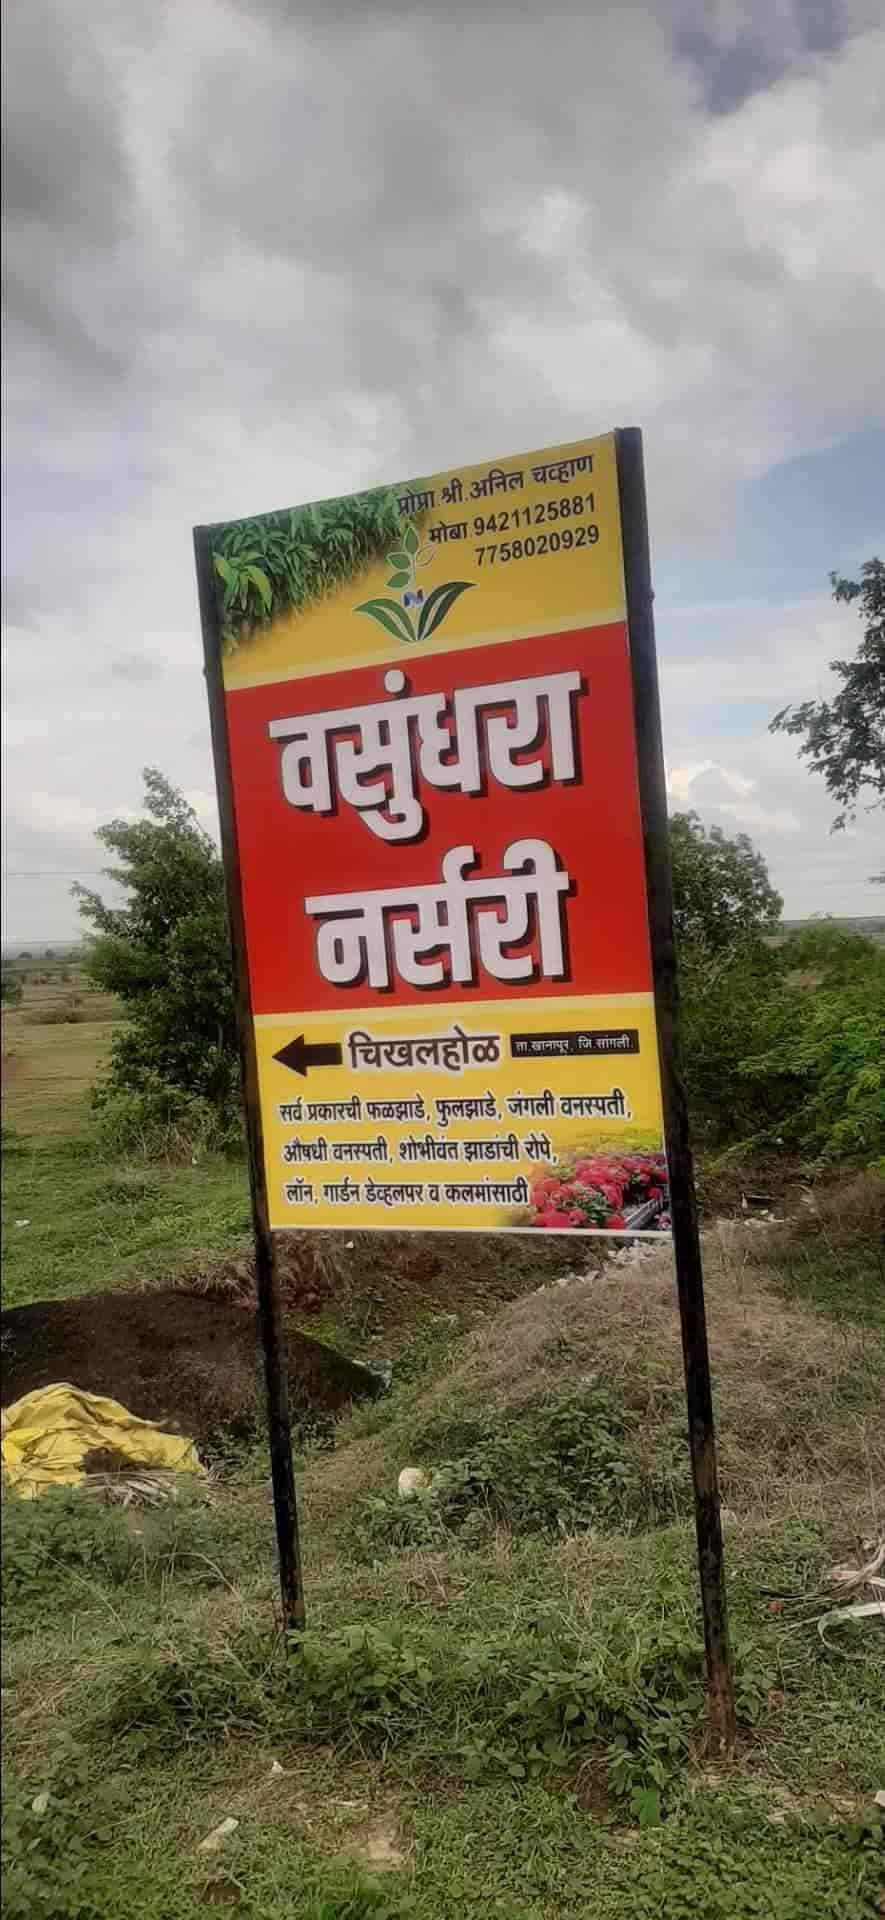 प्रोप्रा.श्री.अनिल चव्हाण
मोबा.9421125881
7758020929
वसुंधरा
नर्सरी
चिखलहोळ ता.खानापूर, जि.सांगली.
सर्व प्रकारची फळझाडे, फुलझाडे, जंगली वनस्पती,
औषधी वनस्पती, शोभीवंत झाडांची रोपे,
लॉन, गार्डन डेव्हलपर व कलमांसाठी